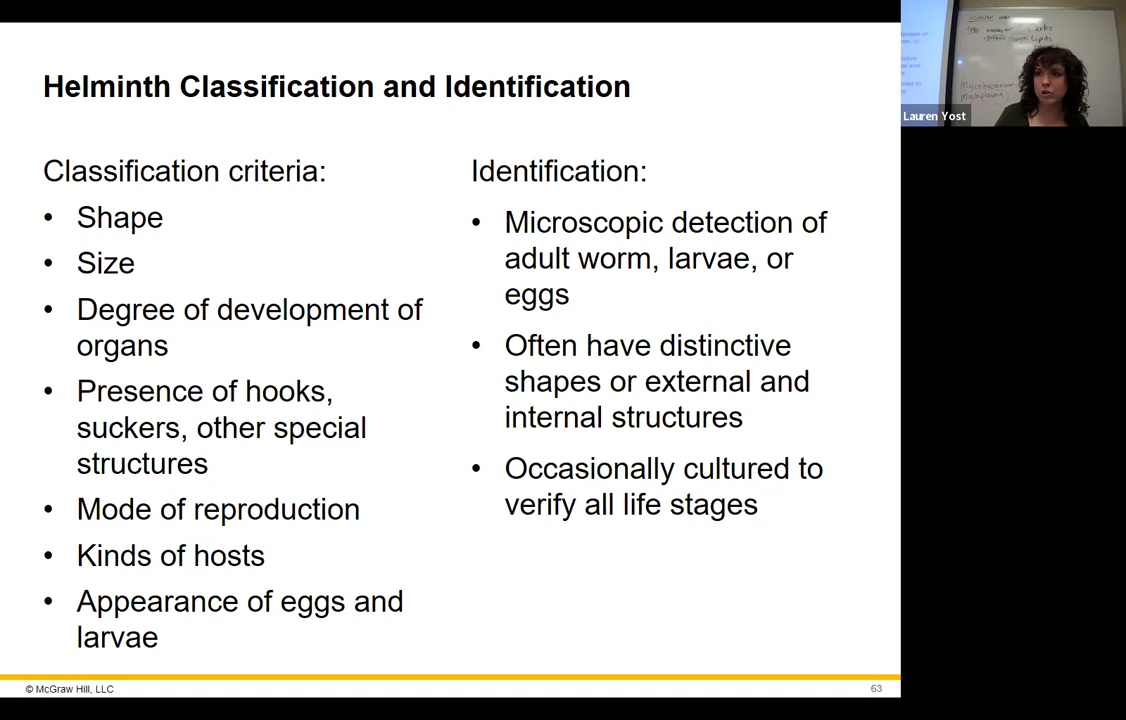 Helminth Classification and Identification
Classification criteria:
• Shape
• Size
• Degree of development of
organs
• Presence of hooks,
suckers, other special
structures
• Mode of reproduction
• Kinds of hosts
• Appearance of eggs and
larvae
Identification:
• Microscopic detection of
adult worm, larvae, or
eggs
• Often have distinctive
shapes or external and
internal structures
• Occasionally cultured to
verify all life stages
© McGraw Hill, LLC
63
Lipids
Mycobacterium
Mycoplasma
Lauren Yost